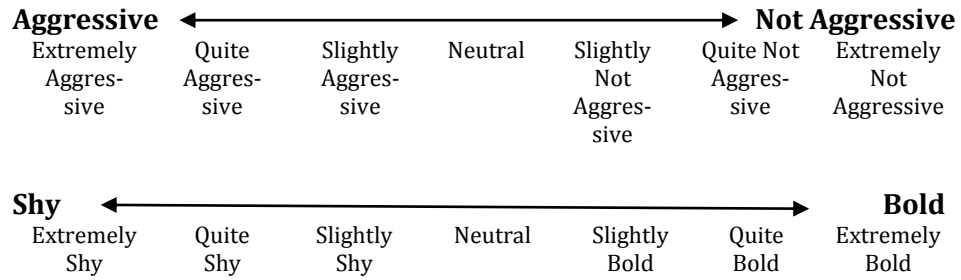 Aggressive Not Aggressive
Extremely Quite Slightly Neutral Slightly Quite Not Extremely
Aggres- Aggres- Aggres- Not Aggres- Not
sive sive sive Aggres- sive Aggressive
sive
Shy Bold
Extremely Quite Slightly Neutral Slightly Quite Extremely
Shy Shy Shy Bold Bold Bold